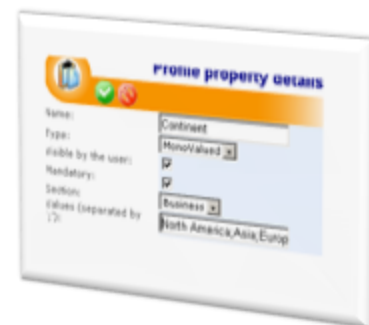 Profile property details
Name:
Continent
Type:
MonoValued
Visible by the user:
Mandatory:
Section:
Business
Values (separated by
','):
North America,Asia,Europ